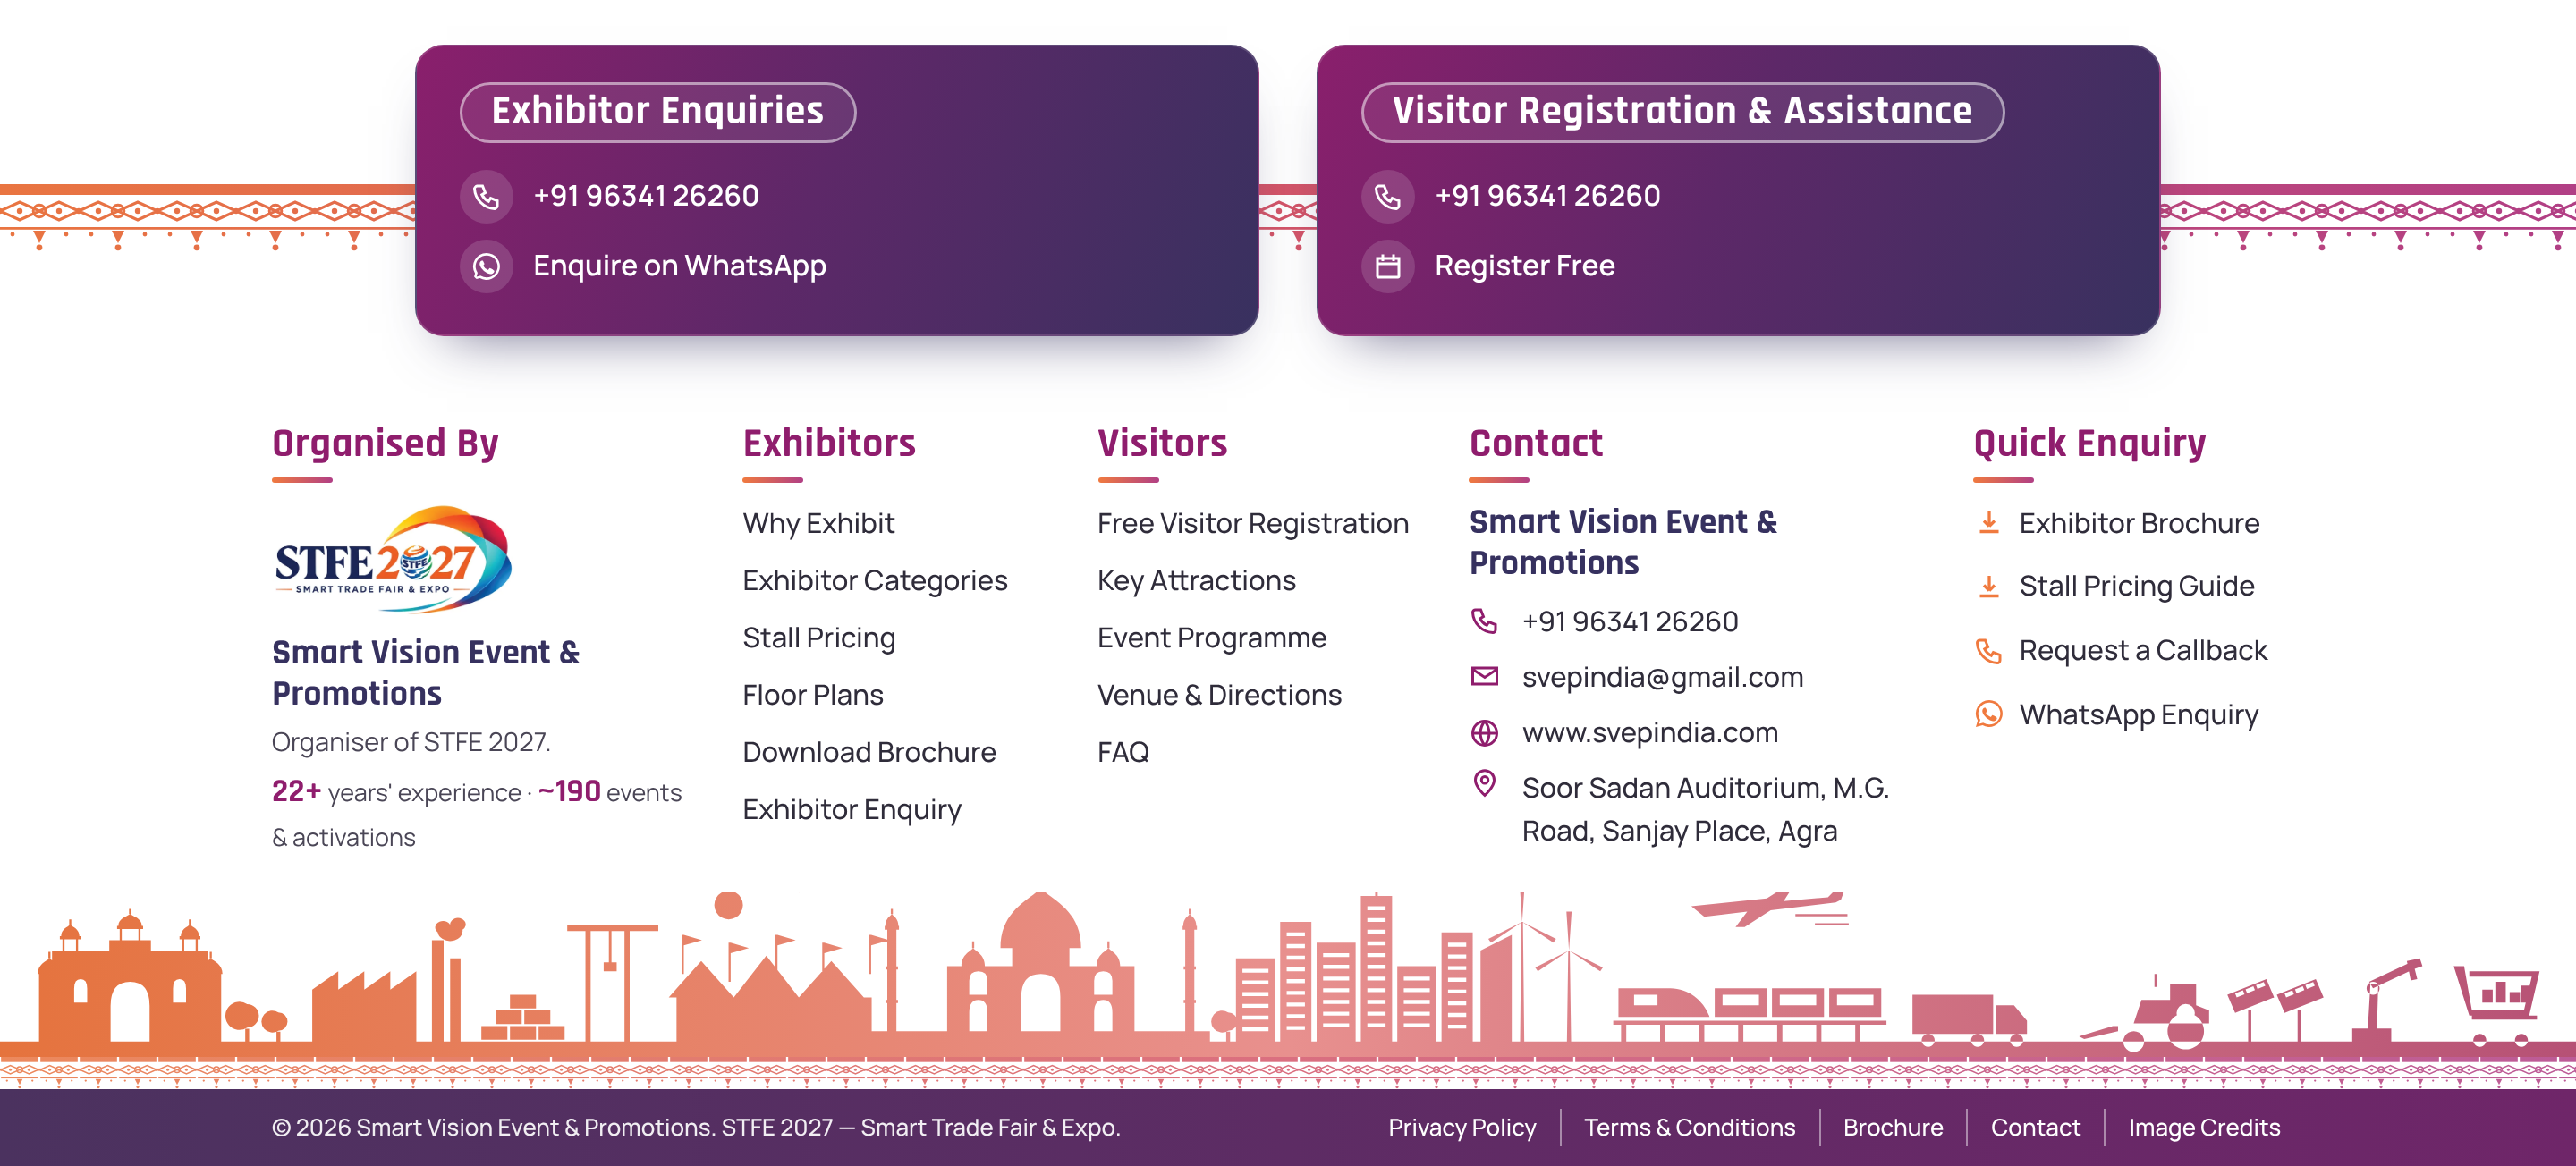 Exhibitor Enquiries
+91 96341 26260
Enquire on WhatsApp
Visitor Registration & Assistance
+91 96341 26260
Register Free
Organised By
STFE 2027
STFE
SMART TRADE FAIR & EXPO
Smart Vision Event &
Promotions
Organiser of STFE 2027.
22+ years' experience · ~190 events
& activations
Exhibitors
Why Exhibit
Exhibitor Categories
Stall Pricing
Floor Plans
Download Brochure
Exhibitor Enquiry
Visitors
Free Visitor Registration
Key Attractions
Event Programme
Venue & Directions
FAQ
Contact
Smart Vision Event &
Promotions
+91 96341 26260
svepindia@gmail.com
www.svepindia.com
Soor Sadan Auditorium, M.G.
Road, Sanjay Place, Agra
Quick Enquiry
Exhibitor Brochure
Stall Pricing Guide
Request a Callback
WhatsApp Enquiry
© 2026 Smart Vision Event & Promotions. STFE 2027 — Smart Trade Fair & Expo.
Privacy Policy
Terms & Conditions
Brochure
Contact
Image Credits